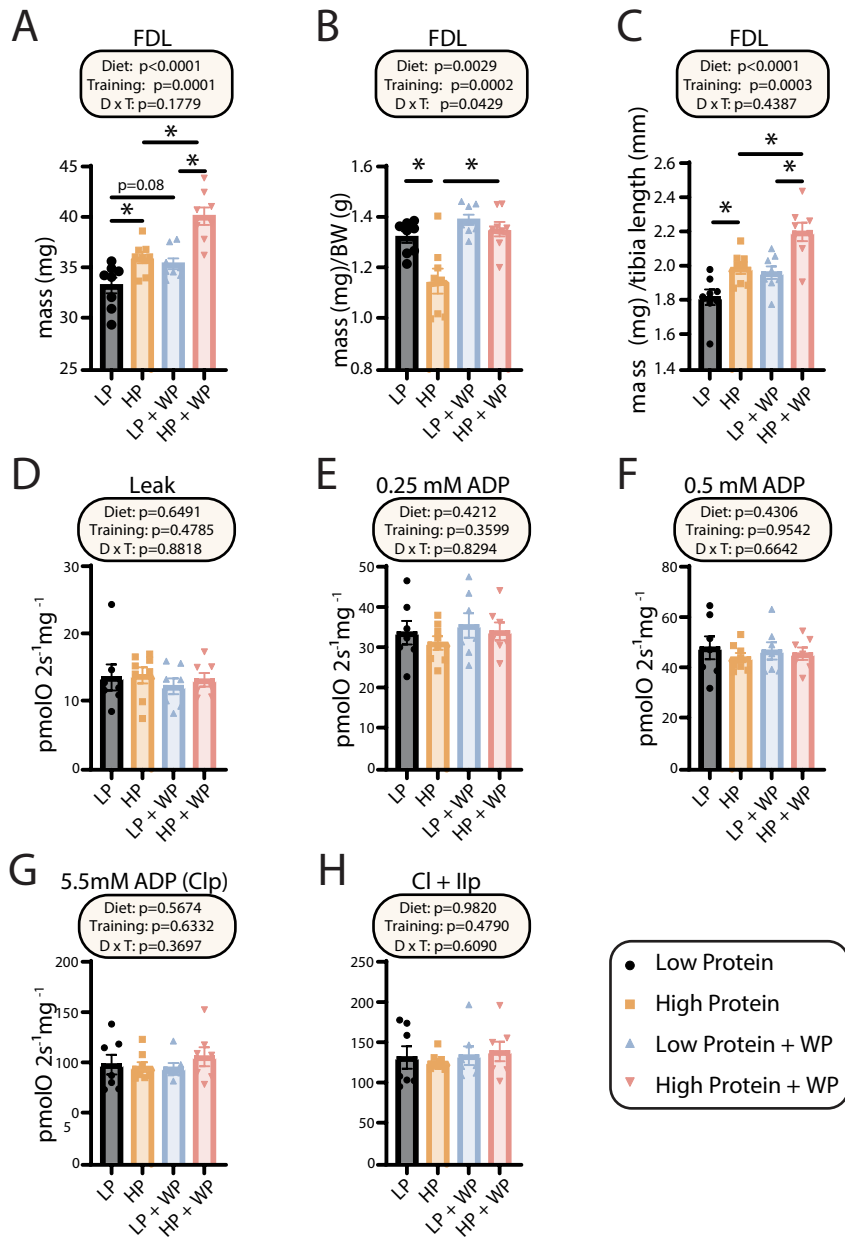 A
FDL
Diet: p<0.0001
Training: p=0.0001
D x T: p=0.1779
mass (mg)
45
40
35
30
25
p=0.08
*
*
*
LP
HP
LP + WP
HP + WP
B
FDL
Diet: p=0.0029
Training: p=0.0002
D x T: p=0.0429
mass (mg)/BW (g)
1.6
1.4
1.2
1.0
0.8
*
*
LP
HP
LP + WP
HP + WP
C
FDL
Diet: p<0.0001
Training: p=0.0003
D x T: p=0.4387
mass (mg) /tibia length (mm)
2.6
2.4
2.2
2.0
1.8
1.6
1.4
*
*
*
LP
HP
LP + WP
HP + WP
D
Leak
Diet: p=0.6491
Training: p=0.4785
D x T: p=0.8818
pmolO 2s⁻¹mg⁻¹
30
20
10
0
LP
HP
LP + WP
HP + WP
E
0.25 mM ADP
Diet: p=0.4212
Training: p=0.3599
D x T: p=0.8294
pmolO 2s⁻¹mg⁻¹
50
40
30
20
10
0
LP
HP
LP + WP
HP + WP
F
0.5 mM ADP
Diet: p=0.4306
Training: p=0.9542
D x T: p=0.6642
pmolO 2s⁻¹mg⁻¹
80
60
40
20
0
LP
HP
LP + WP
HP + WP
G
5.5mM ADP (CIp)
Diet: p=0.5674
Training: p=0.6332
D x T: p=0.3697
pmolO 2s⁻¹mg⁻¹
200
150
100
0
5
0
LP
HP
LP + WP
HP + WP
H
CI + IIp
Diet: p=0.9820
Training: p=0.4790
D x T: p=0.6090
250
200
150
100
50
0
LP
HP
LP + WP
HP + WP
Low Protein
High Protein
Low Protein + WP
High Protein + WP